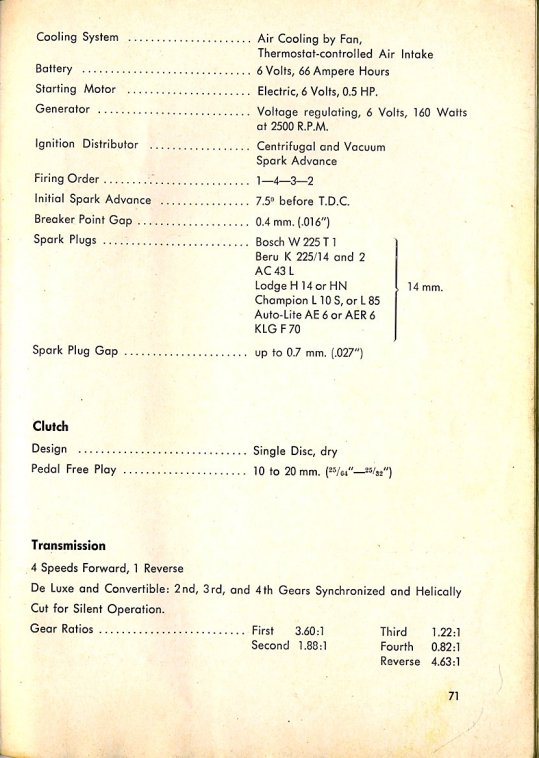 Cooling System ...................... Air Cooling by Fan,
Thermostat-controlled Air Intake
Battery .............................. 6 Volts, 66 Ampere Hours
Starting Motor ...................... Electric, 6 Volts, 0.5 HP.
Generator ........................... Voltage regulating, 6 Volts, 160 Watts
at 2500 R.P.M.
Ignition Distributor .................. Centrifugal and Vacuum
Spark Advance
Firing Order .......................... 1—4—3—2
Initial Spark Advance ................ 7.5° before T.D.C.
Breaker Point Gap .................... 0.4 mm. (.016")
Spark Plugs .......................... Bosch W 225 T 1
Beru K 225/14 and 2
AC 43 L
Lodge H 14 or HN 14 mm.
Champion L 10 S, or L 85
Auto-Lite AE 6 or AER 6
KLG F 70
Spark Plug Gap ...................... up to 0.7 mm. (.027")
Clutch
Design .............................. Single Disc, dry
Pedal Free Play ...................... 10 to 20 mm. (25/64"—25/32")
Transmission
4 Speeds Forward, 1 Reverse
De Luxe and Convertible: 2nd, 3rd, and 4th Gears Synchronized and Helically
Cut for Silent Operation.
Gear Ratios .......................... First 3.60:1 Third 1.22:1
Second 1.88:1 Fourth 0.82:1
Reverse 4.63:1
71